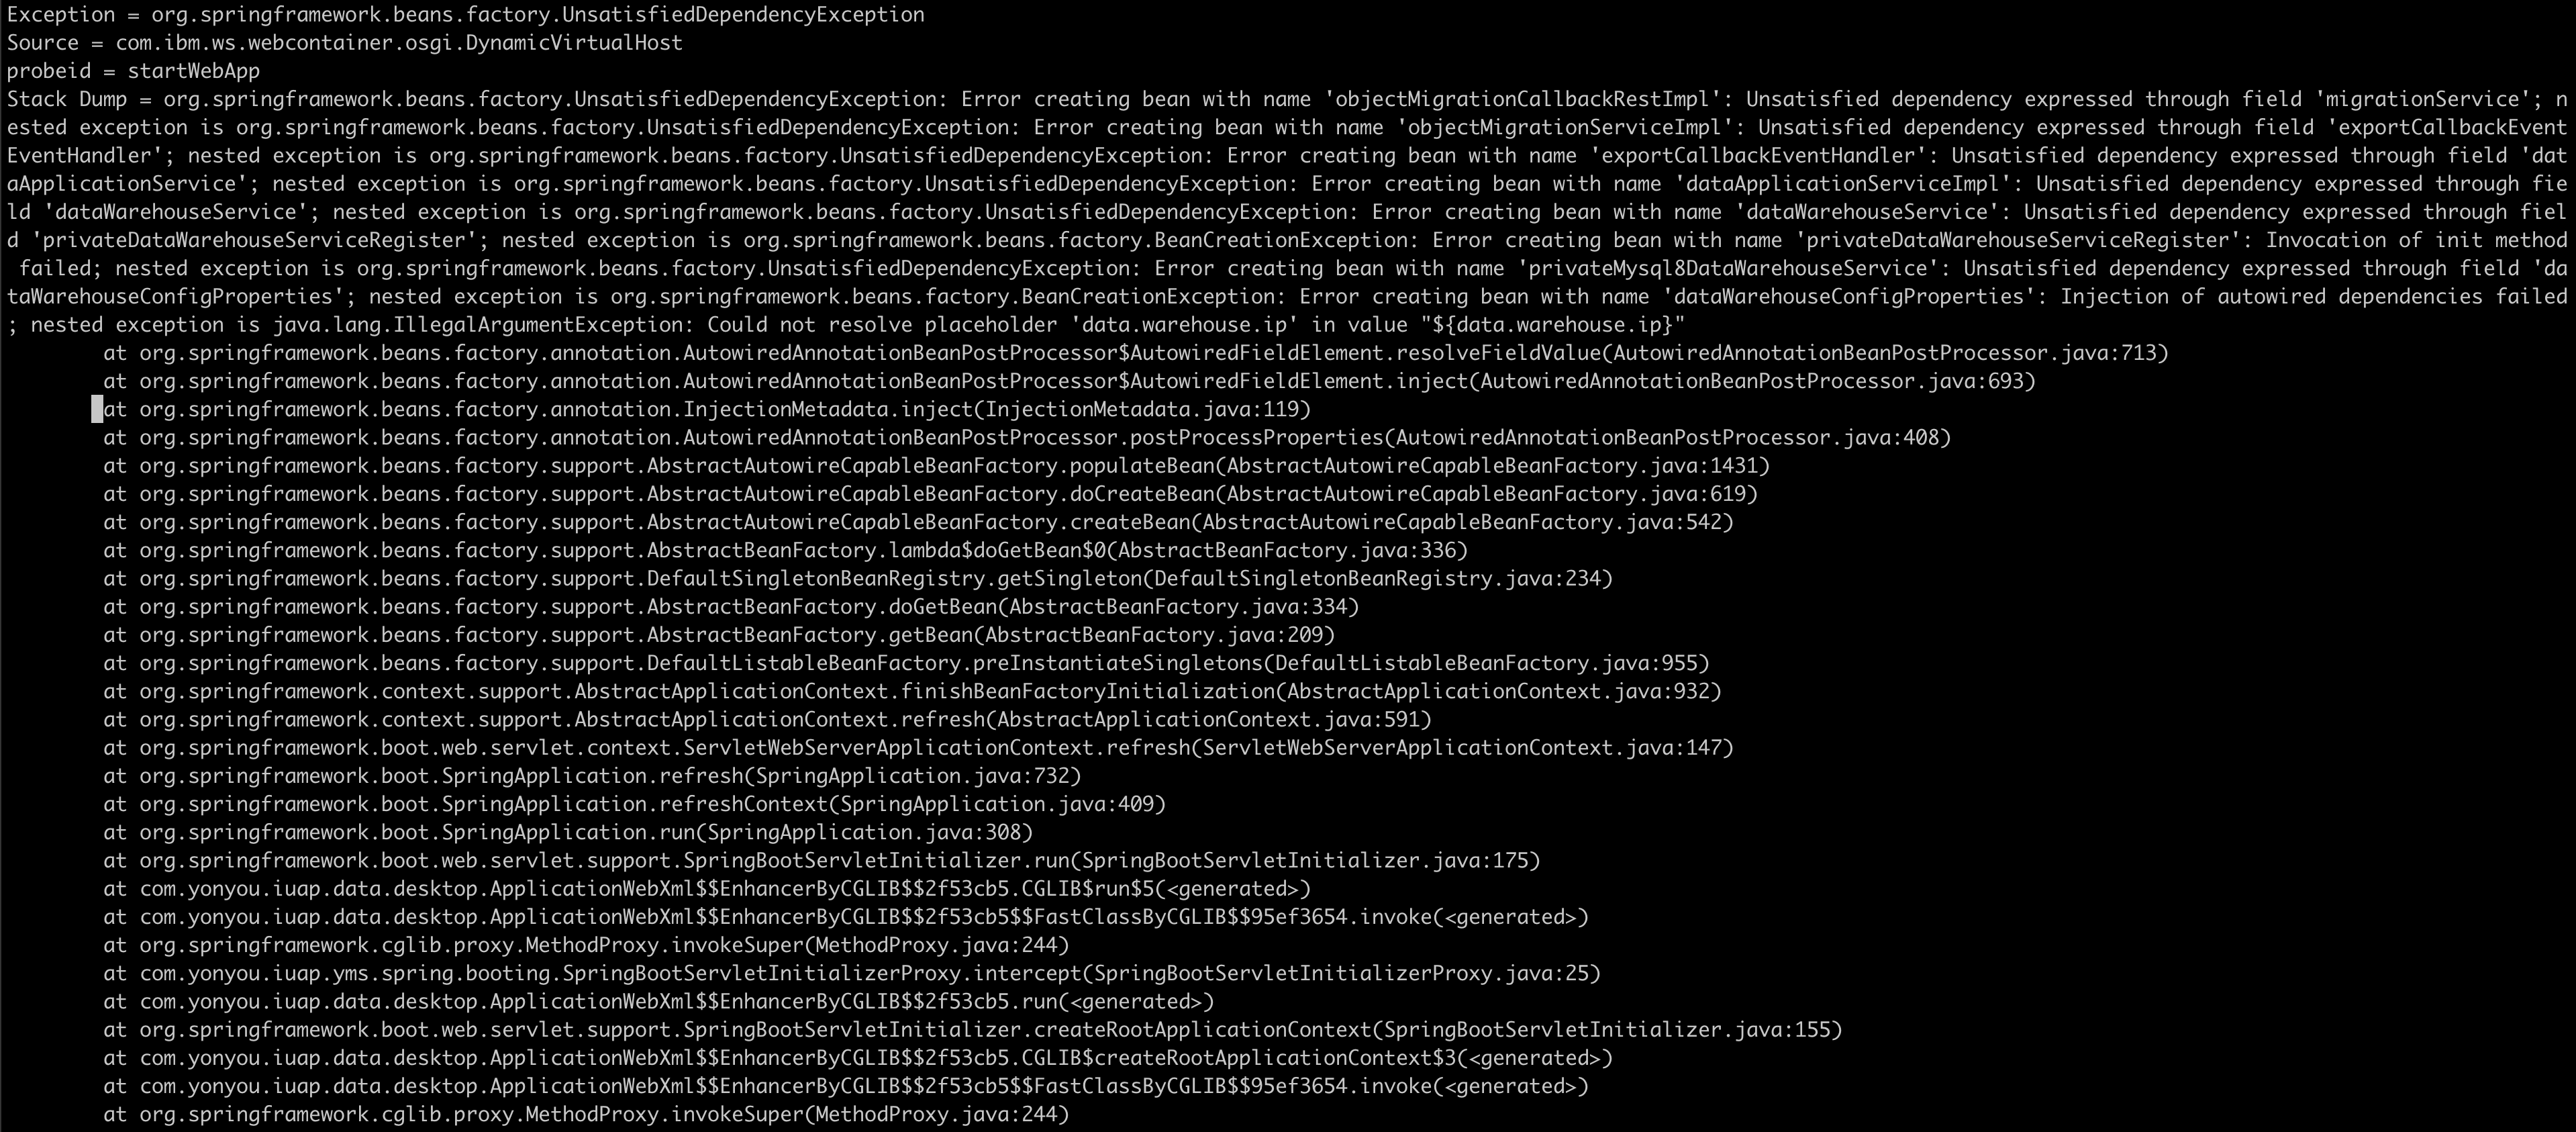 Exception = org.springframework.beans.factory.UnsatisfiedDependencyException
Source = com.ibm.ws.webcontainer.osgi.DynamicVirtualHost
probeid = startWebApp
Stack Dump = org.springframework.beans.factory.UnsatisfiedDependencyException: Error creating bean with name 'objectMigrationCallbackRestImpl': Unsatisfied dependency expressed through field 'migrationService'; n
ested exception is org.springframework.beans.factory.UnsatisfiedDependencyException: Error creating bean with name 'objectMigrationServiceImpl': Unsatisfied dependency expressed through field 'exportCallbackEvent
EventHandler'; nested exception is org.springframework.beans.factory.UnsatisfiedDependencyException: Error creating bean with name 'exportCallbackEventHandler': Unsatisfied dependency expressed through field 'dat
aApplicationService'; nested exception is org.springframework.beans.factory.UnsatisfiedDependencyException: Error creating bean with name 'dataApplicationServiceImpl': Unsatisfied dependency expressed through fie
ld 'dataWarehouseService'; nested exception is org.springframework.beans.factory.UnsatisfiedDependencyException: Error creating bean with name 'dataWarehouseService': Unsatisfied dependency expressed through fiel
d 'privateDataWarehouseServiceRegister'; nested exception is org.springframework.beans.factory.BeanCreationException: Error creating bean with name 'privateDataWarehouseServiceRegister': Invocation of init method
 failed; nested exception is org.springframework.beans.factory.UnsatisfiedDependencyException: Error creating bean with name 'privateMysql8DataWarehouseService': Unsatisfied dependency expressed through field 'da
taWarehouseConfigProperties'; nested exception is org.springframework.beans.factory.BeanCreationException: Error creating bean with name 'dataWarehouseConfigProperties': Injection of autowired dependencies failed
; nested exception is java.lang.IllegalArgumentException: Could not resolve placeholder 'data.warehouse.ip' in value "${data.warehouse.ip}"
at org.springframework.beans.factory.annotation.AutowiredAnnotationBeanPostProcessor$AutowiredFieldElement.resolveFieldValue(AutowiredAnnotationBeanPostProcessor.java:713)
at org.springframework.beans.factory.annotation.AutowiredAnnotationBeanPostProcessor$AutowiredFieldElement.inject(AutowiredAnnotationBeanPostProcessor.java:693)
at org.springframework.beans.factory.annotation.InjectionMetadata.inject(InjectionMetadata.java:119)
at org.springframework.beans.factory.annotation.AutowiredAnnotationBeanPostProcessor.postProcessProperties(AutowiredAnnotationBeanPostProcessor.java:408)
at org.springframework.beans.factory.support.AbstractAutowireCapableBeanFactory.populateBean(AbstractAutowireCapableBeanFactory.java:1431)
at org.springframework.beans.factory.support.AbstractAutowireCapableBeanFactory.doCreateBean(AbstractAutowireCapableBeanFactory.java:619)
at org.springframework.beans.factory.support.AbstractAutowireCapableBeanFactory.createBean(AbstractAutowireCapableBeanFactory.java:542)
at org.springframework.beans.factory.support.AbstractBeanFactory.lambda$doGetBean$0(AbstractBeanFactory.java:336)
at org.springframework.beans.factory.support.DefaultSingletonBeanRegistry.getSingleton(DefaultSingletonBeanRegistry.java:234)
at org.springframework.beans.factory.support.AbstractBeanFactory.doGetBean(AbstractBeanFactory.java:334)
at org.springframework.beans.factory.support.AbstractBeanFactory.getBean(AbstractBeanFactory.java:209)
at org.springframework.beans.factory.support.DefaultListableBeanFactory.preInstantiateSingletons(DefaultListableBeanFactory.java:955)
at org.springframework.context.support.AbstractApplicationContext.finishBeanFactoryInitialization(AbstractApplicationContext.java:932)
at org.springframework.context.support.AbstractApplicationContext.refresh(AbstractApplicationContext.java:591)
at org.springframework.boot.web.servlet.context.ServletWebServerApplicationContext.refresh(ServletWebServerApplicationContext.java:147)
at org.springframework.boot.SpringApplication.refresh(SpringApplication.java:732)
at org.springframework.boot.SpringApplication.refreshContext(SpringApplication.java:409)
at org.springframework.boot.SpringApplication.run(SpringApplication.java:308)
at org.springframework.boot.web.servlet.support.SpringBootServletInitializer.run(SpringBootServletInitializer.java:175)
at com.yonyou.iuap.data.desktop.ApplicationWebXml$$EnhancerByCGLIB$$2f53cb5.CGLIB$run$5(<generated>)
at com.yonyou.iuap.data.desktop.ApplicationWebXml$$EnhancerByCGLIB$$2f53cb5$$FastClassByCGLIB$$95ef3654.invoke(<generated>)
at org.springframework.cglib.proxy.MethodProxy.invokeSuper(MethodProxy.java:244)
at com.yonyou.iuap.yms.spring.booting.SpringBootServletInitializerProxy.intercept(SpringBootServletInitializerProxy.java:25)
at com.yonyou.iuap.data.desktop.ApplicationWebXml$$EnhancerByCGLIB$$2f53cb5.run(<generated>)
at org.springframework.boot.web.servlet.support.SpringBootServletInitializer.createRootApplicationContext(SpringBootServletInitializer.java:155)
at com.yonyou.iuap.data.desktop.ApplicationWebXml$$EnhancerByCGLIB$$2f53cb5.CGLIB$createRootApplicationContext$3(<generated>)
at com.yonyou.iuap.data.desktop.ApplicationWebXml$$EnhancerByCGLIB$$2f53cb5$$FastClassByCGLIB$$95ef3654.invoke(<generated>)
at org.springframework.cglib.proxy.MethodProxy.invokeSuper(MethodProxy.java:244)